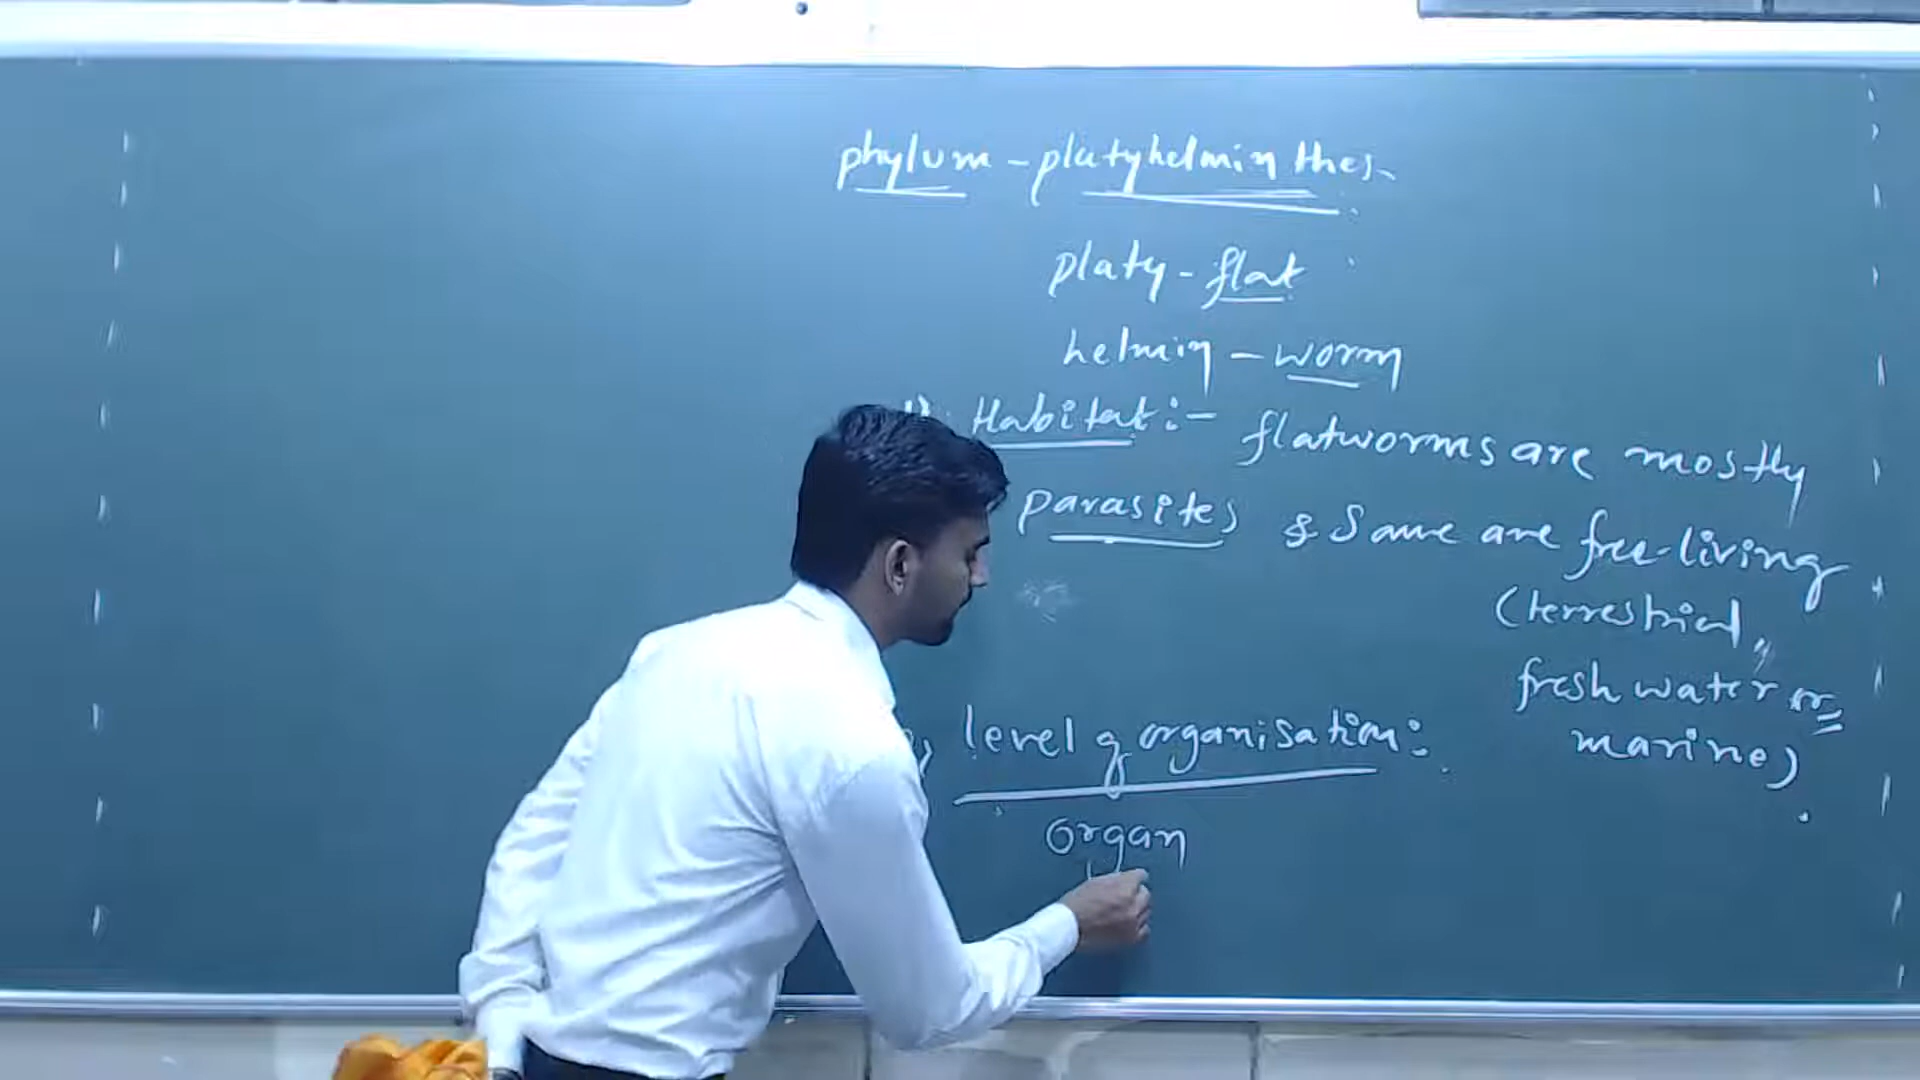 phylum - platyhelminthes
platy - flat
helmin - worm
Habitat :- flatworms are mostly
parasites & Some are free-living
(terrestrial,
fresh water or
marine)
level of organisation:
organ